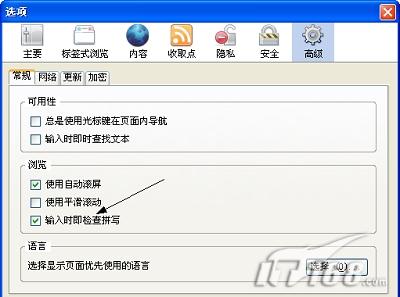 选项
主要 标签式浏览 内容 收取点 隐私 安全 高级
常规 网络 更新 加密
可用性
总是使用光标键在页面内导航
输入时即时查找文本
浏览
使用自动滚屏
使用平滑滚动
输入时即检查拼写
语言
选择显示页面优先使用的语言 选择(O)...
IT168.com